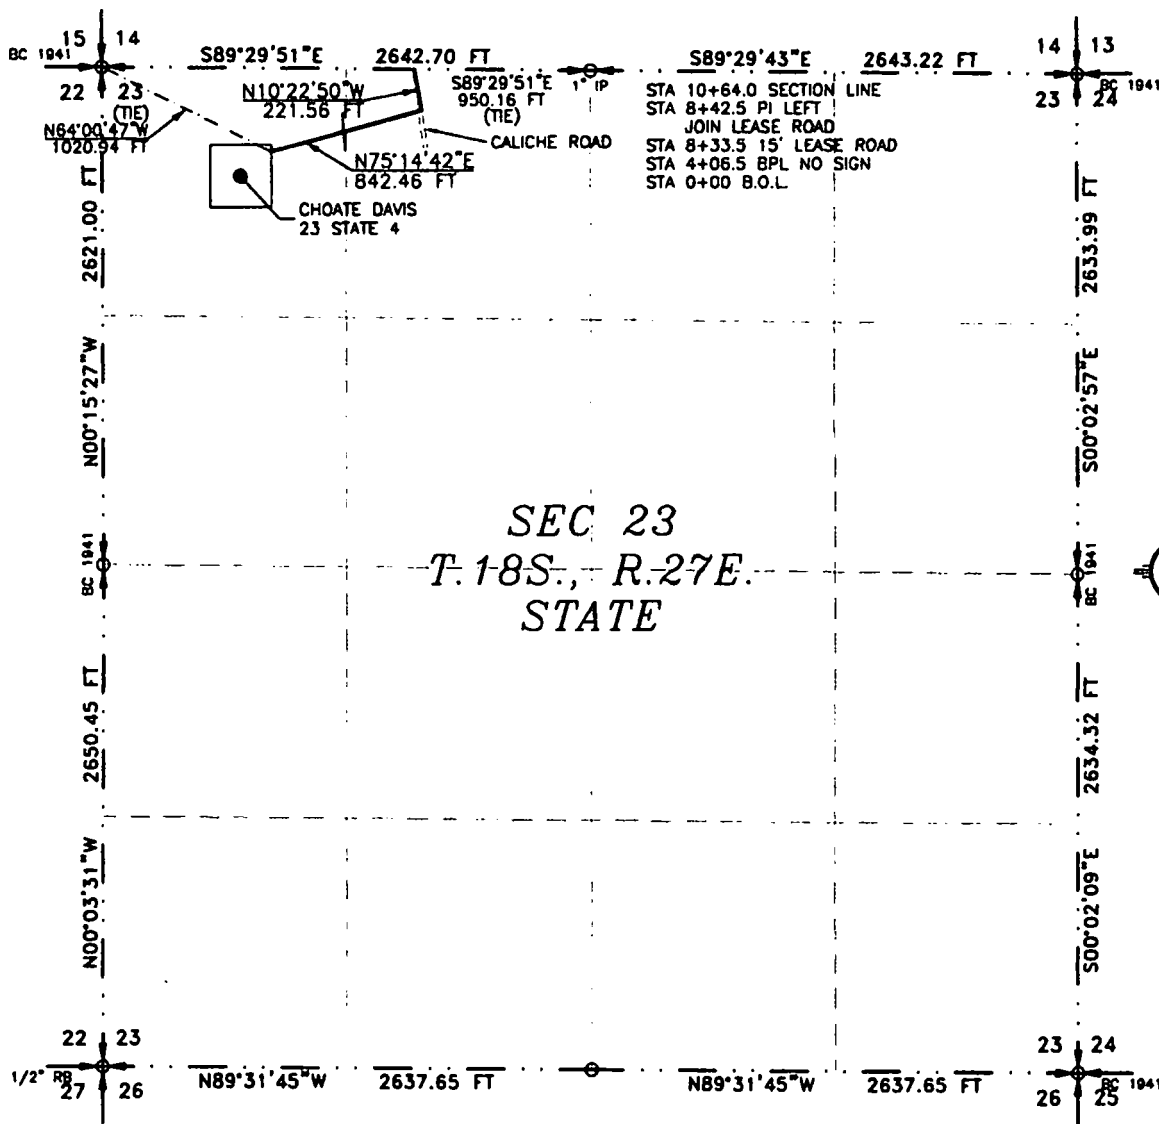 15 14
BC 1941
22 23
(TIE)
N64°00'47"W
1020.94 FT
S89°29'51"E 2642.70 FT
N10°22'50"W
221.56 FT
S89°29'51"E
950.16 FT
(TIE)
1" IP
CALICHE ROAD
N75°14'42"E
842.46 FT
CHOATE DAVIS
23 STATE 4
S89°29'43"E 2643.22 FT
STA 10+64.0 SECTION LINE
STA 8+42.5 PI LEFT
JOIN LEASE ROAD
STA 8+33.5 15' LEASE ROAD
STA 4+06.5 BPL NO SIGN
STA 0+00 B.O.L.
14 13
23 24
BC 1941
2621.00 FT
N00°15'27"W
2633.99 FT
S00°02'57"E
SEC 23
T.18S., R.27E.
STATE
BC 1941
BC 1941
2650.45 FT
N00°03'31"W
2634.32 FT
S00°02'09"E
22 23
1/2" RB
27 26
N89°31'45"W 2637.65 FT
N89°31'45"W 2637.65 FT
23 24
BC 1941
26 25